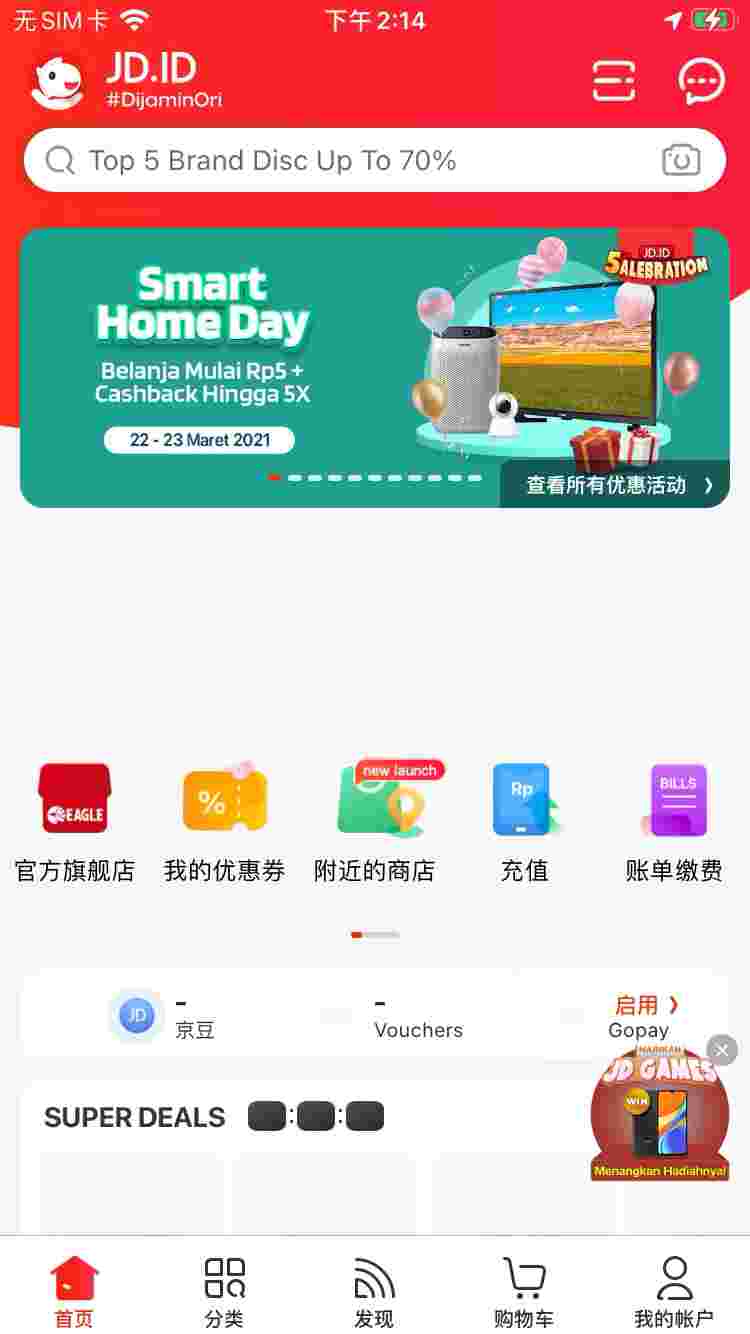 无SIM卡
下午2:14
JD.ID
#DijaminOri
Top 5 Brand Disc Up To 70%
Smart
Home Day
Belanja Mulai Rp5 +
Cashback Hingga 5X
22 - 23 Maret 2021
JD.ID
5ALEBRATION
查看所有优惠活动
EAGLE
%
new launch
Rp
BILLS
官方旗舰店
我的优惠券
附近的商店
充值
账单缴费
JD
-
京豆
-
Vouchers
启用
Gopay
MAINKAN
JD GAMES
WIN
Menangkan Hadiahnya!
SUPER DEALS
: :
首页
分类
发现
购物车
我的帐户